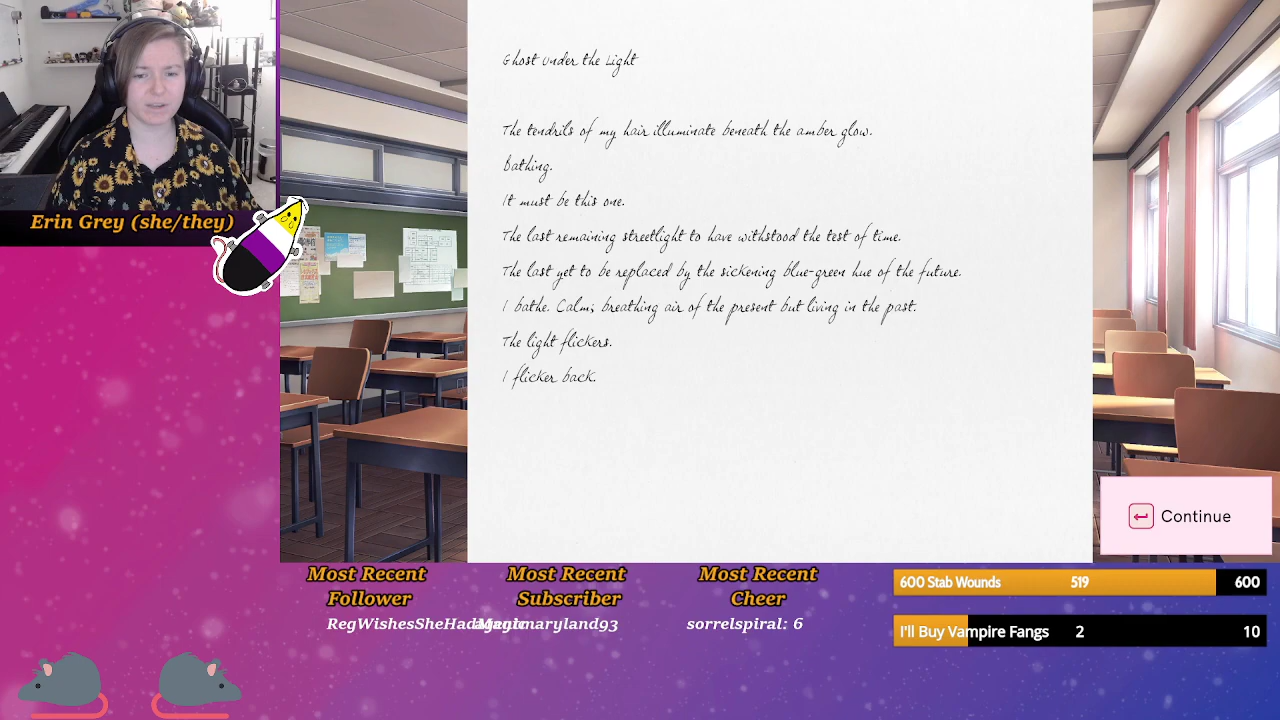 Ghost Under the Light
The tendrils of my hair illuminate beneath the amber glow.
Bathing.
It must be this one.
The last remaining streetlight to have withstood the test of time.
The last yet to be replaced by the sickening blue-green hue of the future.
I bathe. Calm; breathing air of the present but living in the past.
The light flickers.
I flicker back.
Erin Grey (she/they)
Continue
Most Recent Follower
RegWishesSheHad
Most Recent Subscriber
Most Recent Cheer
sorrelspiral: 6
600 Stab Wounds 519 600
I'll Buy Vampire Fangs 2 10